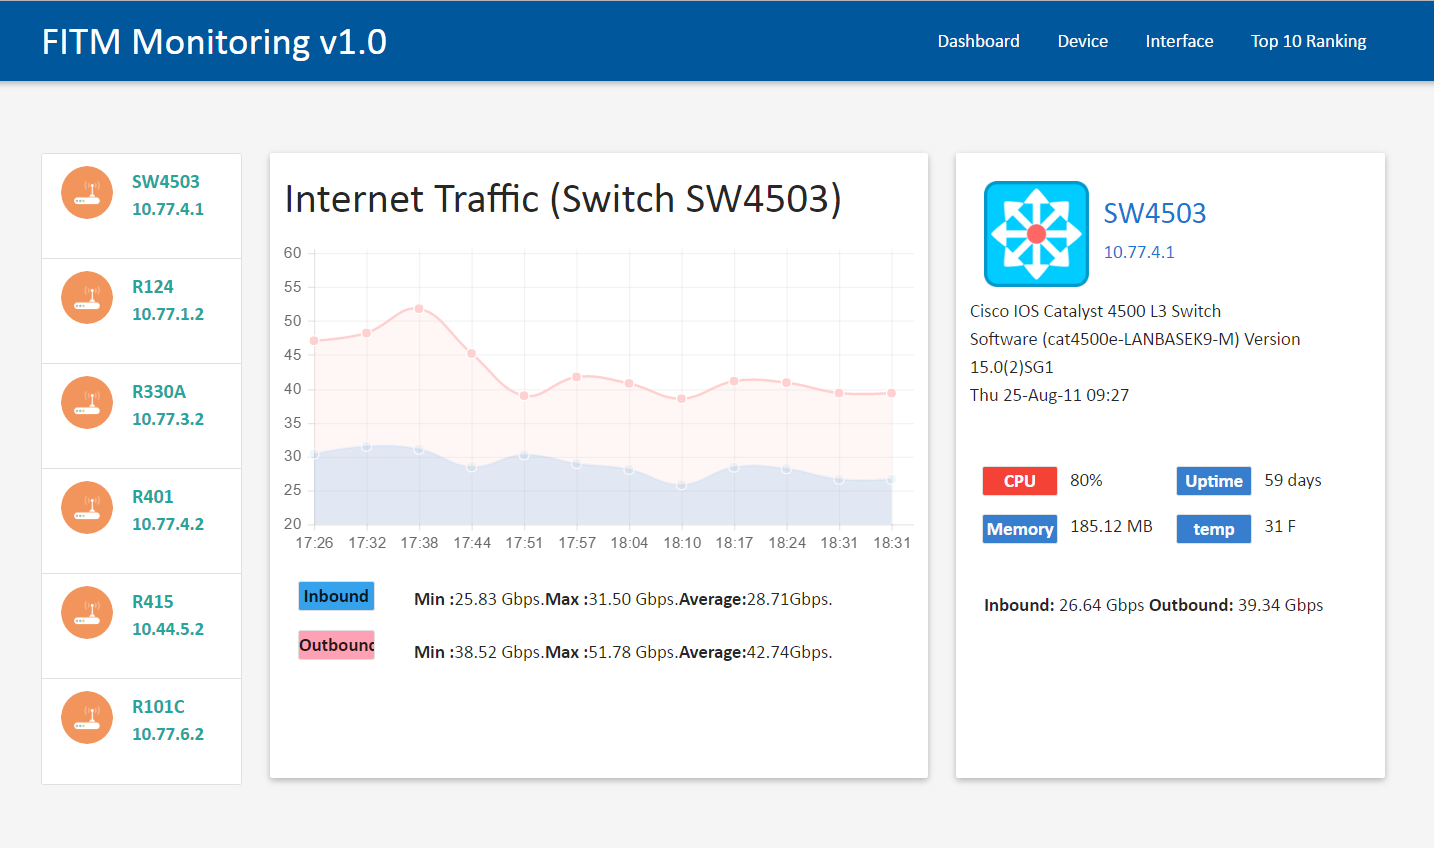 FITM Monitoring v1.0
Dashboard Device Interface Top 10 Ranking
SW4503
10.77.4.1
R124
10.77.1.2
R330A
10.77.3.2
R401
10.77.4.2
R415
10.44.5.2
R101C
10.77.6.2
Internet Traffic (Switch SW4503)
60
55
50
45
40
35
30
25
20
17:26 17:32 17:38 17:44 17:51 17:57 18:04 18:10 18:17 18:24 18:31 18:31
Inbound Min :25.83 Gbps.Max :31.50 Gbps.Average:28.71Gbps.
Outbound Min :38.52 Gbps.Max :51.78 Gbps.Average:42.74Gbps.
SW4503
10.77.4.1
Cisco IOS Catalyst 4500 L3 Switch
Software (cat4500e-LANBASEK9-M) Version
15.0(2)SG1
Thu 25-Aug-11 09:27
CPU 80% Uptime 59 days
Memory 185.12 MB temp 31 F
Inbound: 26.64 Gbps Outbound: 39.34 Gbps